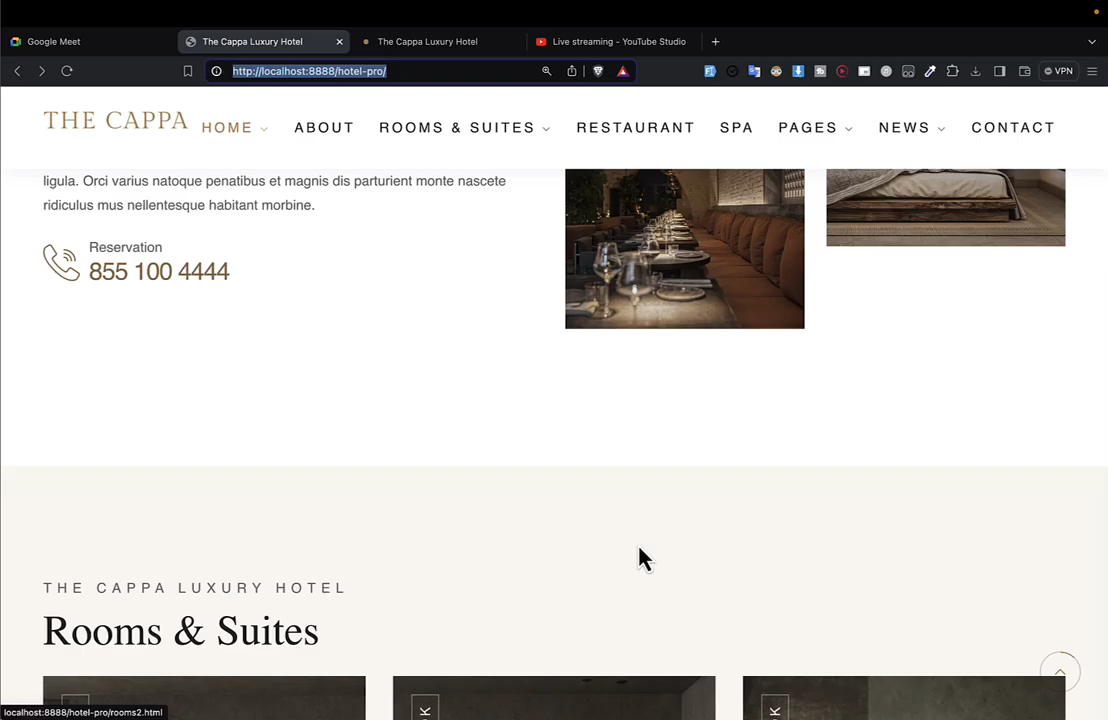 Google Meet
The Cappa Luxury Hotel
The Cappa Luxury Hotel
Live streaming - YouTube Studio
http://localhost:8888/hotel-pro/
VPN
THE CAPPA
HOME
ABOUT
ROOMS & SUITES
RESTAURANT
SPA
PAGES
NEWS
CONTACT
ligula. Orci varius natoque penatibus et magnis dis parturient monte nascete
ridiculus mus nellentesque habitant morbine.
Reservation
855 100 4444
THE CAPPA LUXURY HOTEL
Rooms & Suites
K
K
localhost:8888/hotel-pro/rooms2.html